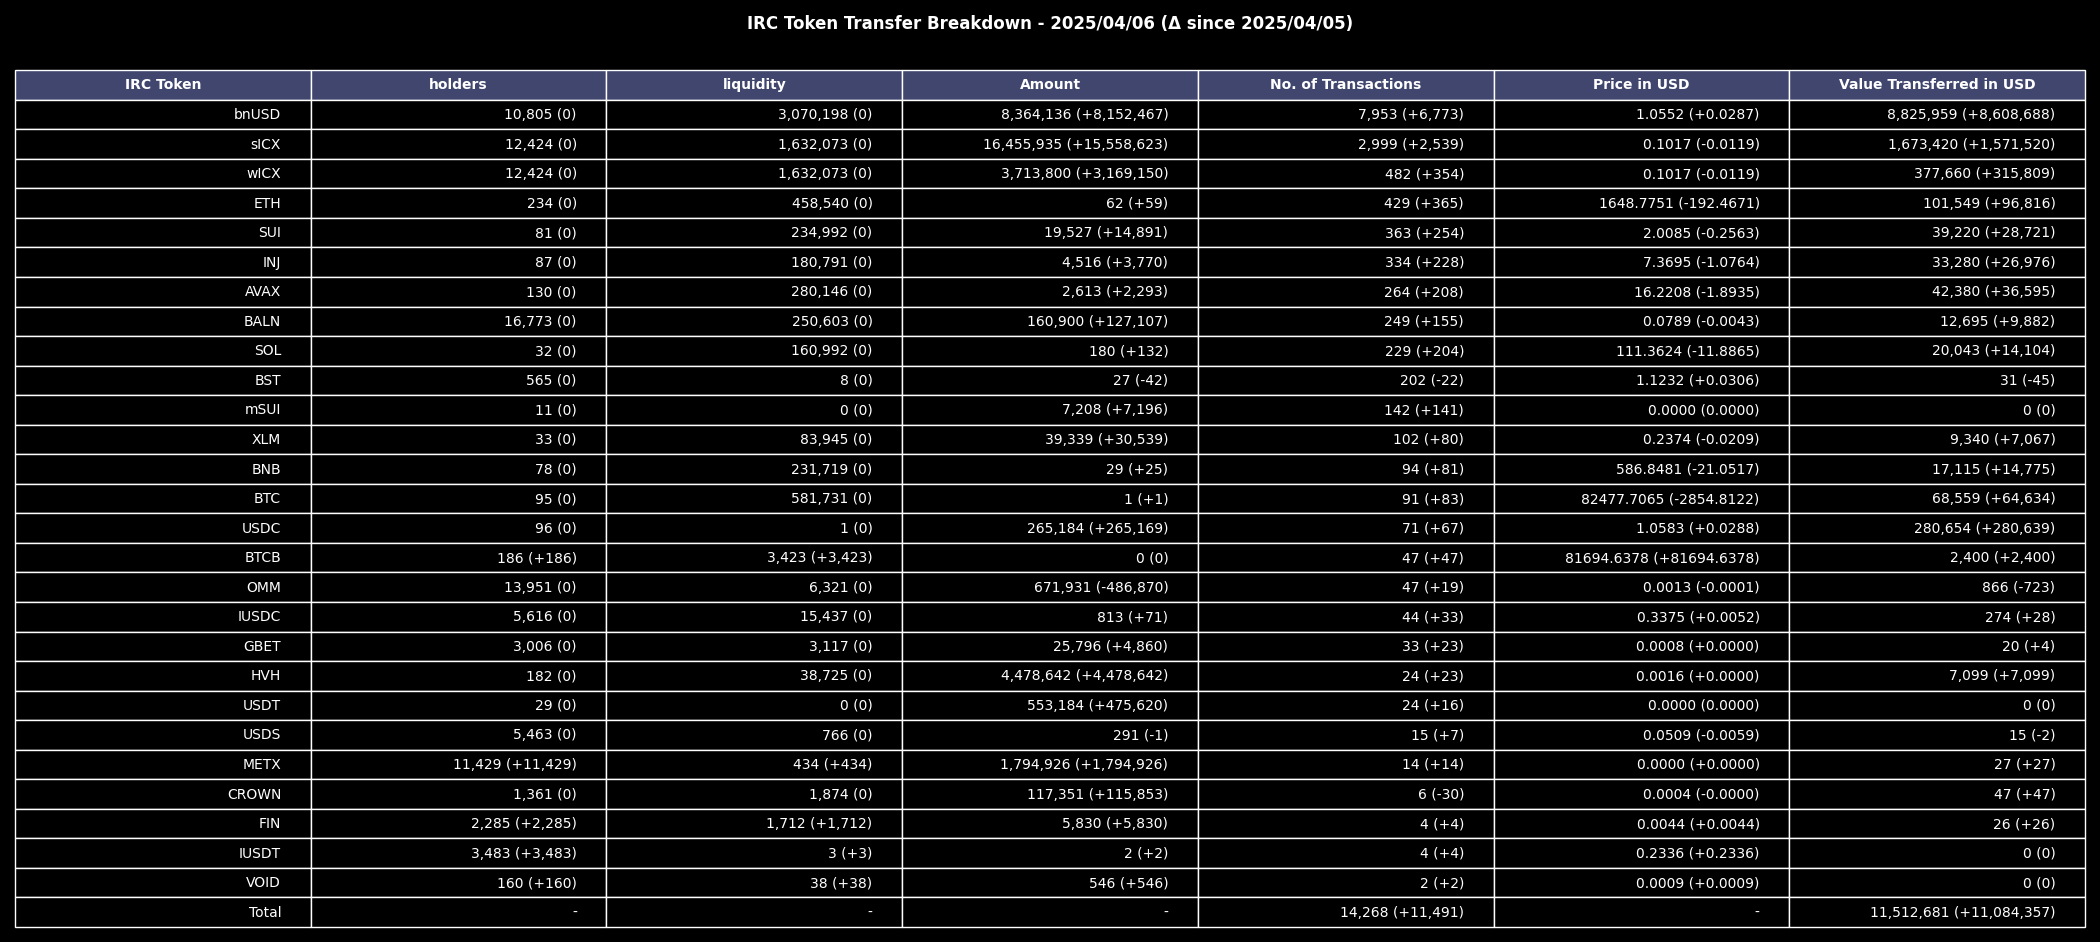 IRC Token Transfer Breakdown - 2025/04/06 (Δ since 2025/04/05)
IRC Token holders liquidity Amount No. of Transactions Price in USD Value Transferred in USD
bnUSD 10,805 (0) 3,070,198 (0) 8,364,136 (+8,152,467) 7,953 (+6,773) 1.0552 (+0.0287) 8,825,959 (+8,608,688)
sICX 12,424 (0) 1,632,073 (0) 16,455,935 (+15,558,623) 2,999 (+2,539) 0.1017 (-0.0119) 1,673,420 (+1,571,520)
wICX 12,424 (0) 1,632,073 (0) 3,713,800 (+3,169,150) 482 (+354) 0.1017 (-0.0119) 377,660 (+315,809)
ETH 234 (0) 458,540 (0) 62 (+59) 429 (+365) 1648.7751 (-192.4671) 101,549 (+96,816)
SUI 81 (0) 234,992 (0) 19,527 (+14,891) 363 (+254) 2.0085 (-0.2563) 39,220 (+28,721)
INJ 87 (0) 180,791 (0) 4,516 (+3,770) 334 (+228) 7.3695 (-1.0764) 33,280 (+26,976)
AVAX 130 (0) 280,146 (0) 2,613 (+2,293) 264 (+208) 16.2208 (-1.8935) 42,380 (+36,595)
BALN 16,773 (0) 250,603 (0) 160,900 (+127,107) 249 (+155) 0.0789 (-0.0043) 12,695 (+9,882)
SOL 32 (0) 160,992 (0) 180 (+132) 229 (+204) 111.3624 (-11.8865) 20,043 (+14,104)
BST 565 (0) 8 (0) 27 (-42) 202 (-22) 1.1232 (+0.0306) 31 (-45)
mSUI 11 (0) 0 (0) 7,208 (+7,196) 142 (+141) 0.0000 (0.0000) 0 (0)
XLM 33 (0) 83,945 (0) 39,339 (+30,539) 102 (+80) 0.2374 (-0.0209) 9,340 (+7,067)
BNB 78 (0) 231,719 (0) 29 (+25) 94 (+81) 586.8481 (-21.0517) 17,115 (+14,775)
BTC 95 (0) 581,731 (0) 1 (+1) 91 (+83) 82477.7065 (-2854.8122) 68,559 (+64,634)
USDC 96 (0) 1 (0) 265,184 (+265,169) 71 (+67) 1.0583 (+0.0288) 280,654 (+280,639)
BTCB 186 (+186) 3,423 (+3,423) 0 (0) 47 (+47) 81694.6378 (+81694.6378) 2,400 (+2,400)
OMM 13,951 (0) 6,321 (0) 671,931 (-486,870) 47 (+19) 0.0013 (-0.0001) 866 (-723)
IUSDC 5,616 (0) 15,437 (0) 813 (+71) 44 (+33) 0.3375 (+0.0052) 274 (+28)
GBET 3,006 (0) 3,117 (0) 25,796 (+4,860) 33 (+23) 0.0008 (+0.0000) 20 (+4)
HVH 182 (0) 38,725 (0) 4,478,642 (+4,478,642) 24 (+23) 0.0016 (+0.0000) 7,099 (+7,099)
USDT 29 (0) 0 (0) 553,184 (+475,620) 24 (+16) 0.0000 (0.0000) 0 (0)
USDS 5,463 (0) 766 (0) 291 (-1) 15 (+7) 0.0509 (-0.0059) 15 (-2)
METX 11,429 (+11,429) 434 (+434) 1,794,926 (+1,794,926) 14 (+14) 0.0000 (+0.0000) 27 (+27)
CROWN 1,361 (0) 1,874 (0) 117,351 (+115,853) 6 (-30) 0.0004 (-0.0000) 47 (+47)
FIN 2,285 (+2,285) 1,712 (+1,712) 5,830 (+5,830) 4 (+4) 0.0044 (+0.0044) 26 (+26)
IUSDT 3,483 (+3,483) 3 (+3) 2 (+2) 4 (+4) 0.2336 (+0.2336) 0 (0)
VOID 160 (+160) 38 (+38) 546 (+546) 2 (+2) 0.0009 (+0.0009) 0 (0)
Total - - - 14,268 (+11,491) - 11,512,681 (+11,084,357)